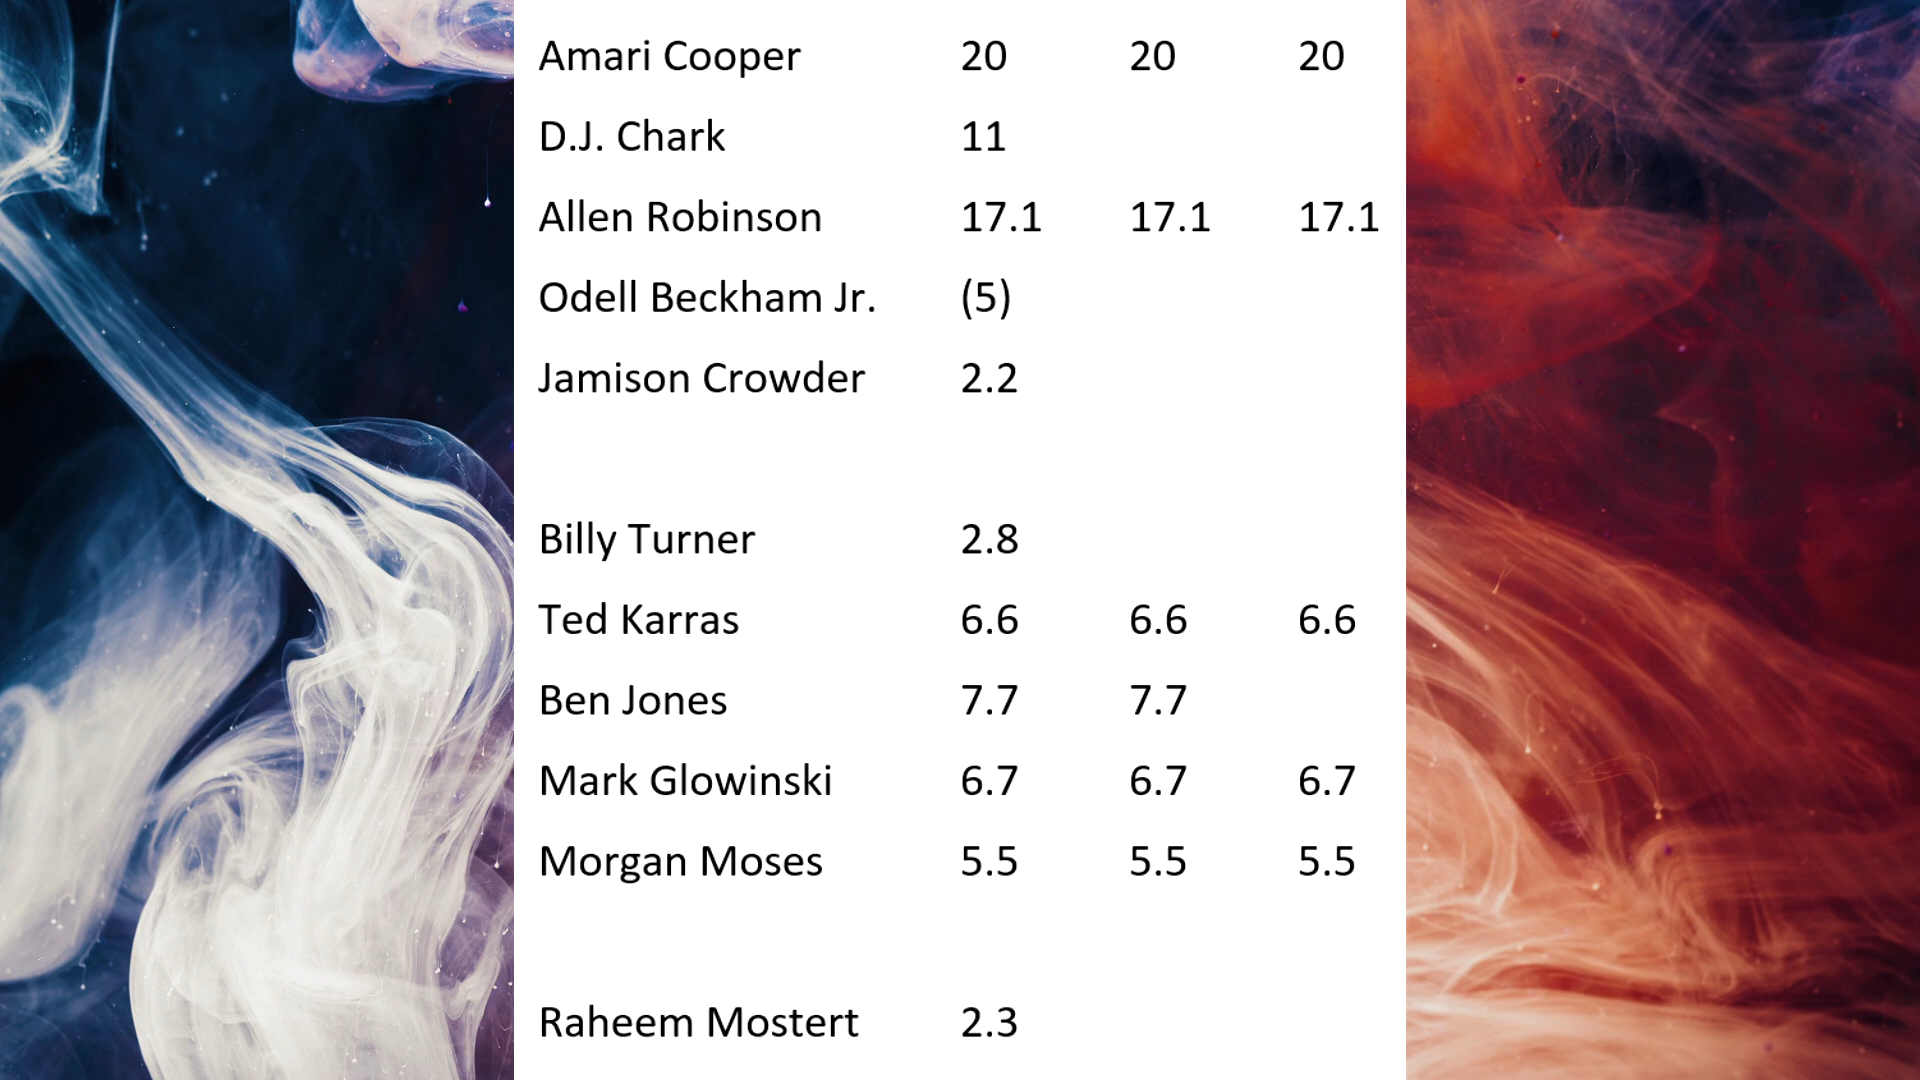 Amari Cooper 20 20 20
D.J. Chark 11
Allen Robinson 17.1 17.1 17.1
Odell Beckham Jr. (5)
Jamison Crowder 2.2
Billy Turner 2.8
Ted Karras 6.6 6.6 6.6
Ben Jones 7.7 7.7
Mark Glowinski 6.7 6.7 6.7
Morgan Moses 5.5 5.5 5.5
Raheem Mostert 2.3